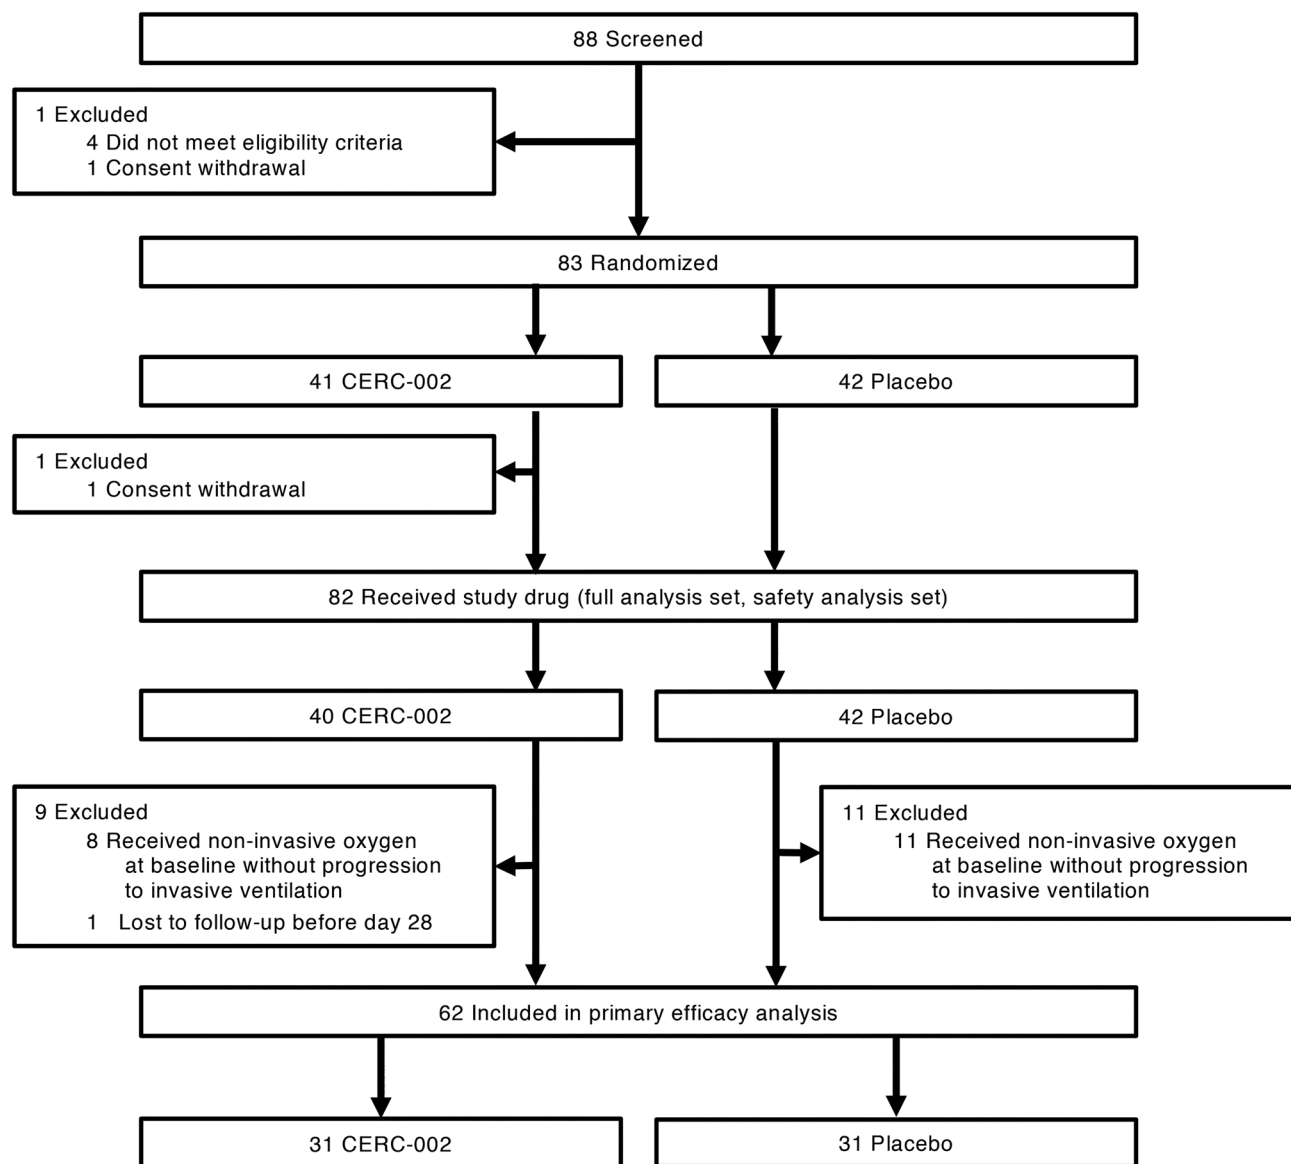 88 Screened
1 Excluded
4 Did not meet eligibility criteria
1 Consent withdrawal
83 Randomized
41 CERC-002
42 Placebo
1 Excluded
1 Consent withdrawal
82 Received study drug (full analysis set, safety analysis set)
40 CERC-002
42 Placebo
9 Excluded
8 Received non-invasive oxygen
at baseline without progression
to invasive ventilation
1 Lost to follow-up before day 28
11 Excluded
11 Received non-invasive oxygen
at baseline without progression
to invasive ventilation
62 Included in primary efficacy analysis
31 CERC-002
31 Placebo